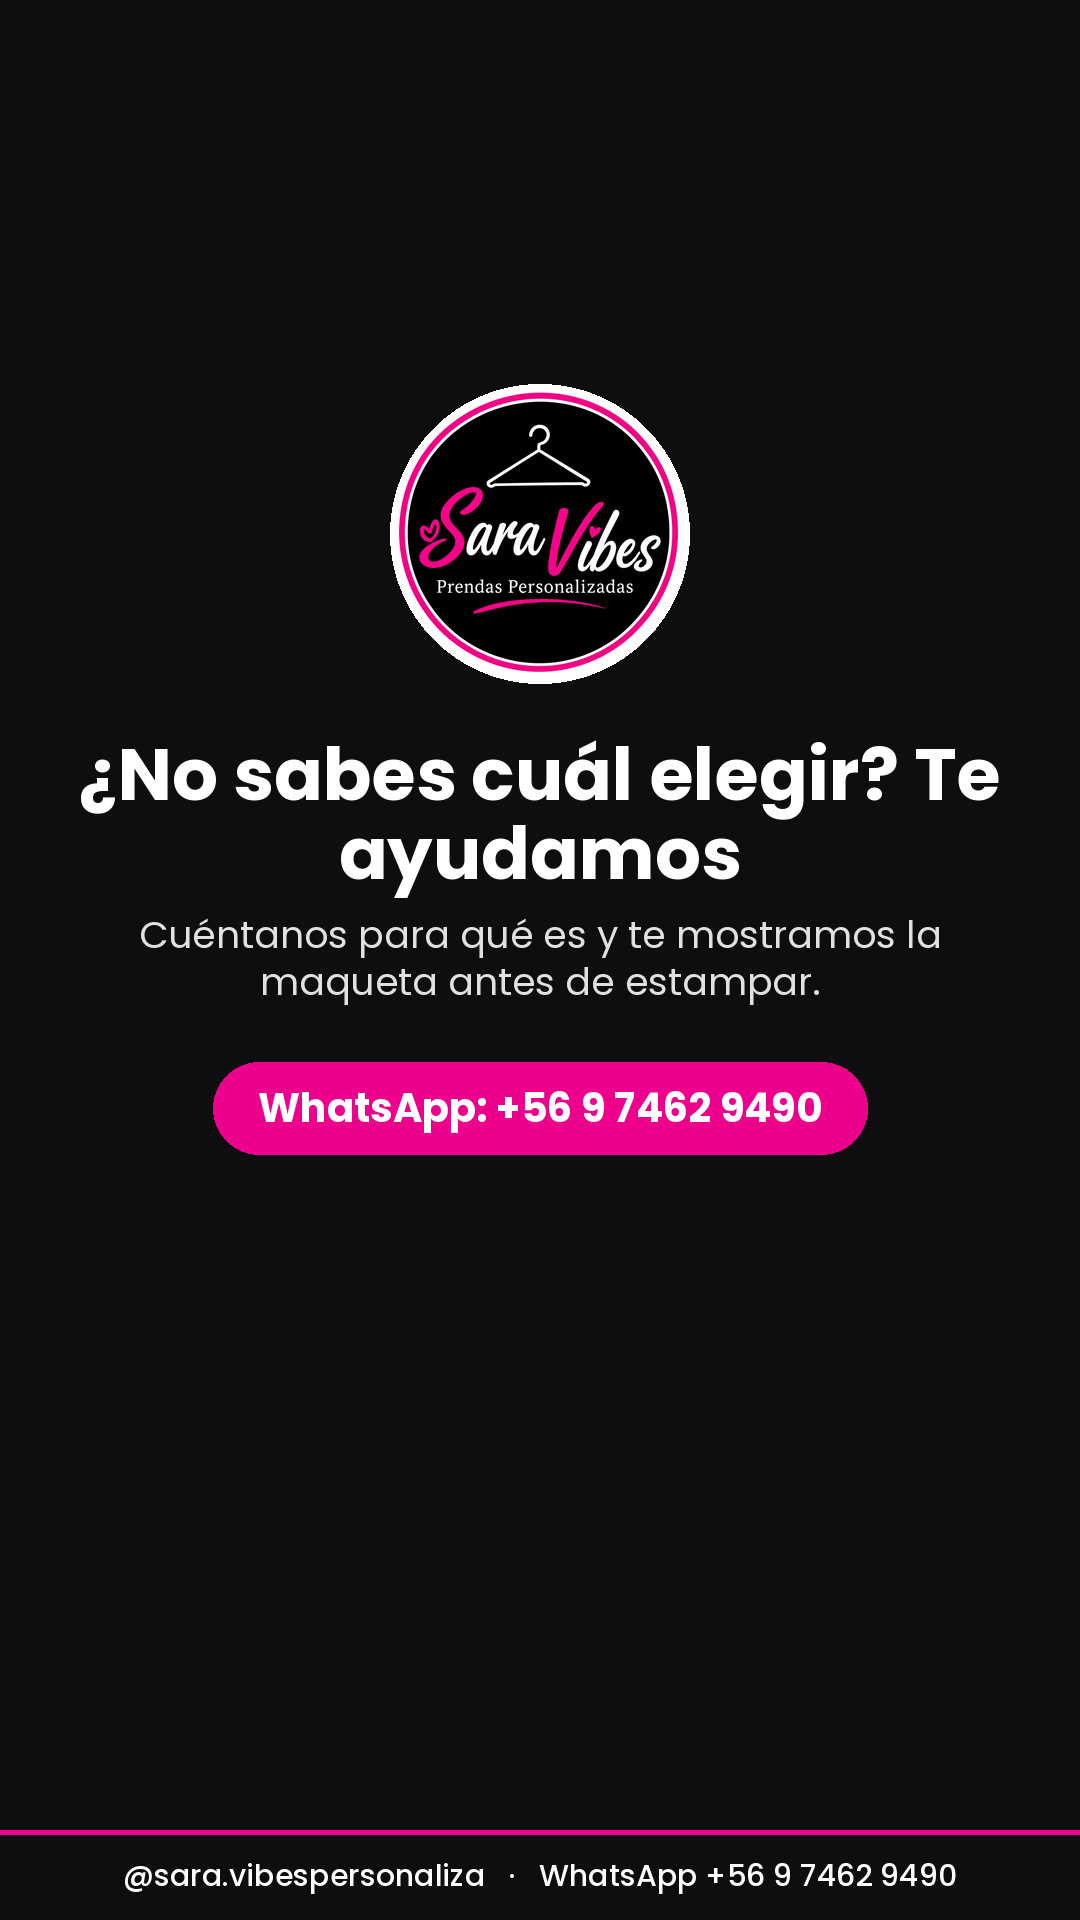 Sara Vibes
Prendas Personalizadas
¿No sabes cuál elegir? Te
ayudamos
Cuéntanos para qué es y te mostramos la
maqueta antes de estampar.
WhatsApp: +56 9 7462 9490
@sara.vibespersonaliza · WhatsApp +56 9 7462 9490